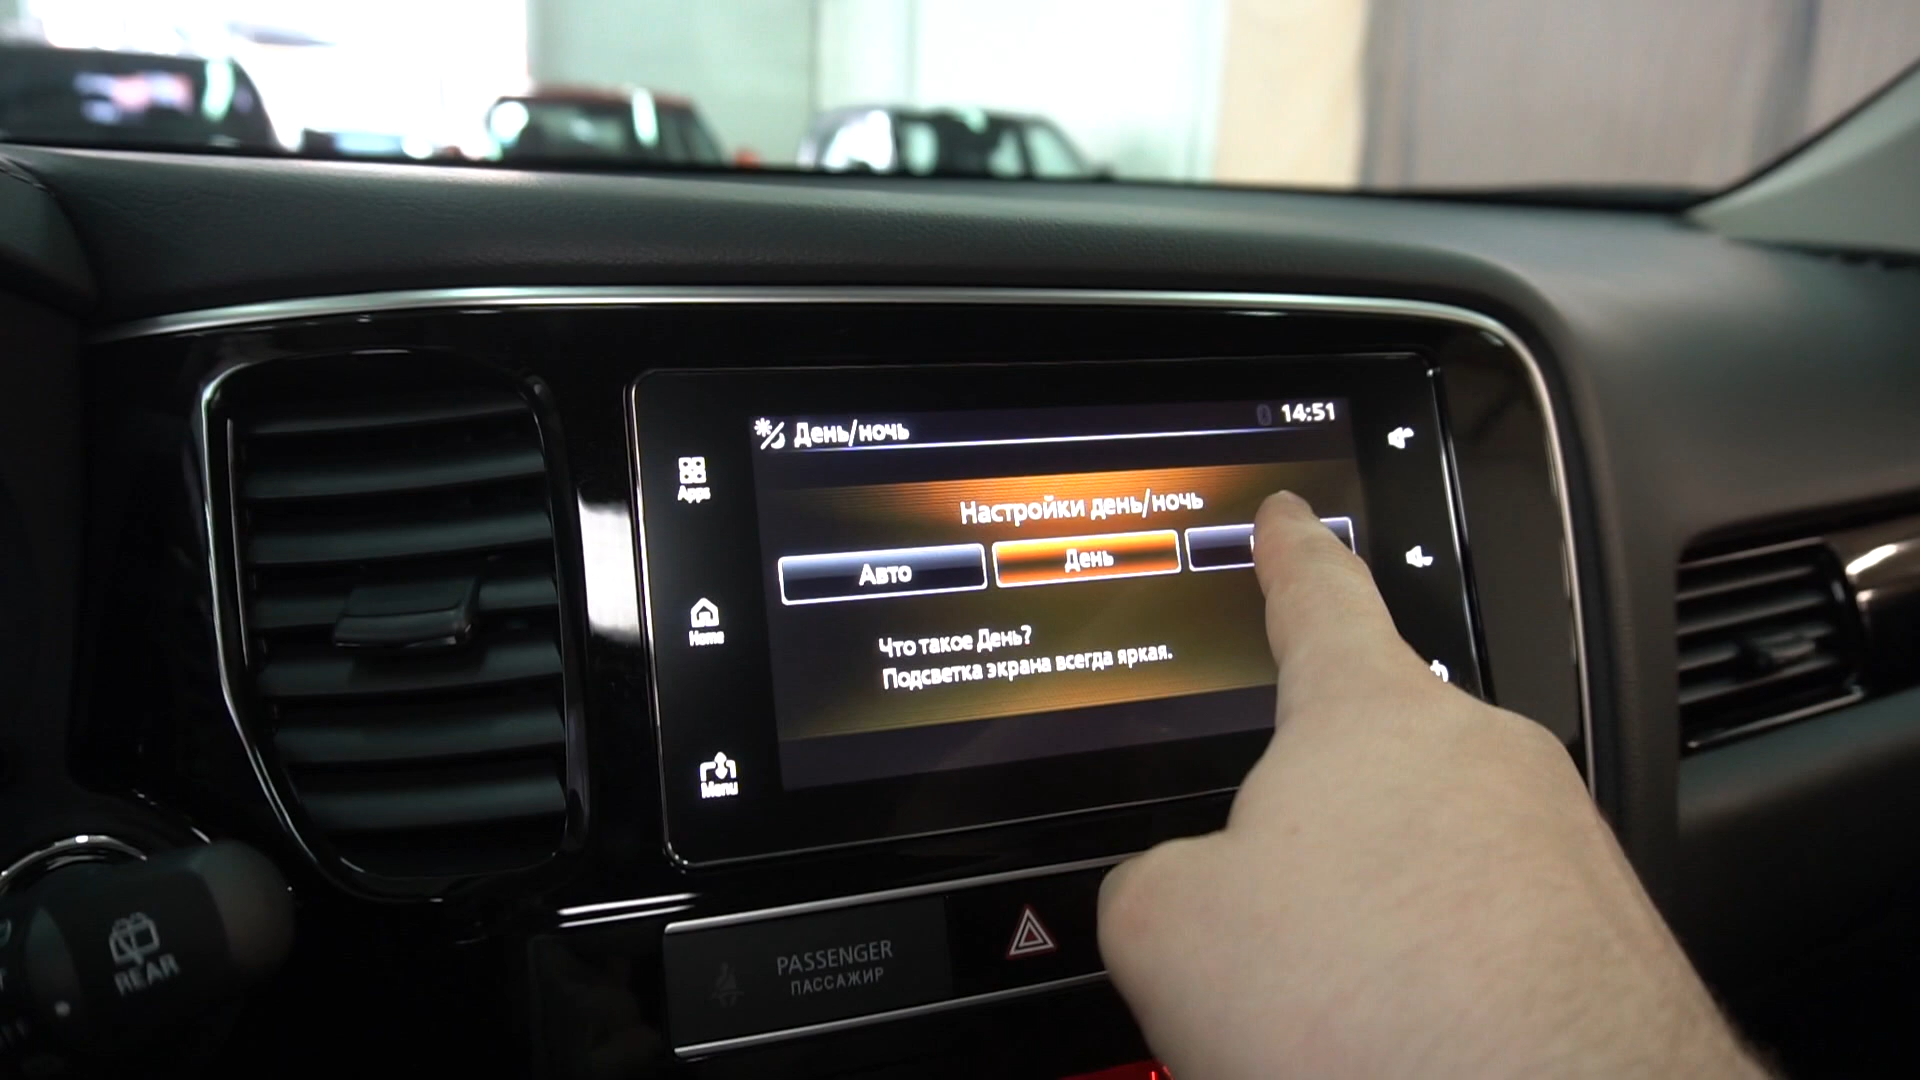 День/ночь
14:51
Apps
Настройки день/ночь
Авто
День
Home
Что такое День?
Подсветка экрана всегда яркая.
Menu
REAR
PASSENGER
ПАССАЖИР